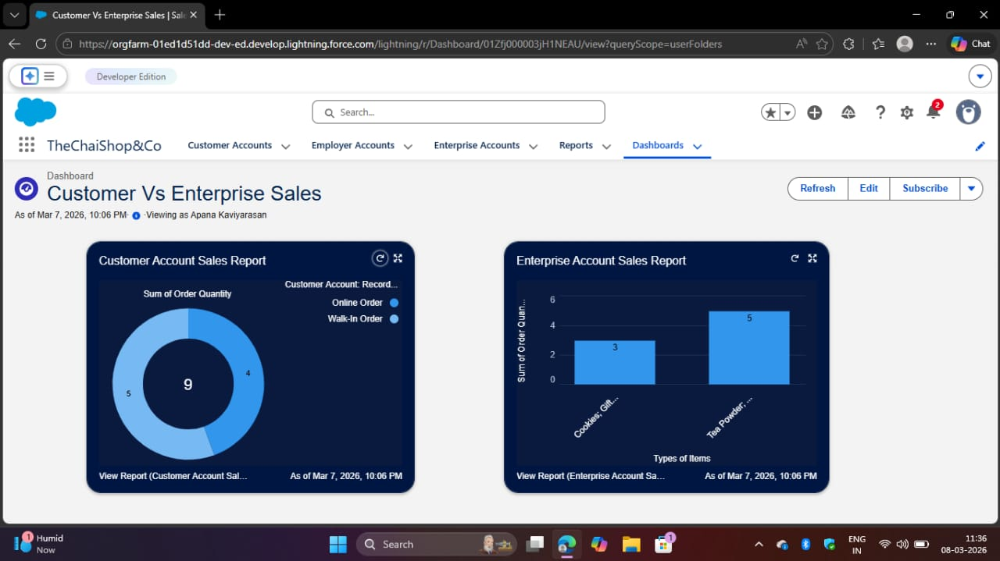 Customer Vs Enterprise Sales | Sale
https://orgfarm-01ed1d51dd-dev-ed.develop.lightning.force.com/lightning/r/Dashboard/01Zfj000003jH1NEAU/view?queryScope=userFolders
Chat
Developer Edition
Search...
2
TheChaiShop&Co
Customer Accounts
Employer Accounts
Enterprise Accounts
Reports
Dashboards
Dashboard
Customer Vs Enterprise Sales
As of Mar 7, 2026, 10:06 PM·
·Viewing as Apana Kaviyarasan
Refresh
Edit
Subscribe
Customer Account Sales Report
Customer Account: Record...
Sum of Order Quantity
Online Order
Walk-In Order
4
5
9
View Report (Customer Account Sal...
As of Mar 7, 2026, 10:06 PM
Enterprise Account Sales Report
Sum of Order Quan...
6
4
2
0
3
5
Cookies; Gift...
Tea Powder; ...
Types of Items
View Report (Enterprise Account Sa...
As of Mar 7, 2026, 10:06 PM
1
Humid
Now
Search
1
ENG
IN
11:36
08-03-2026